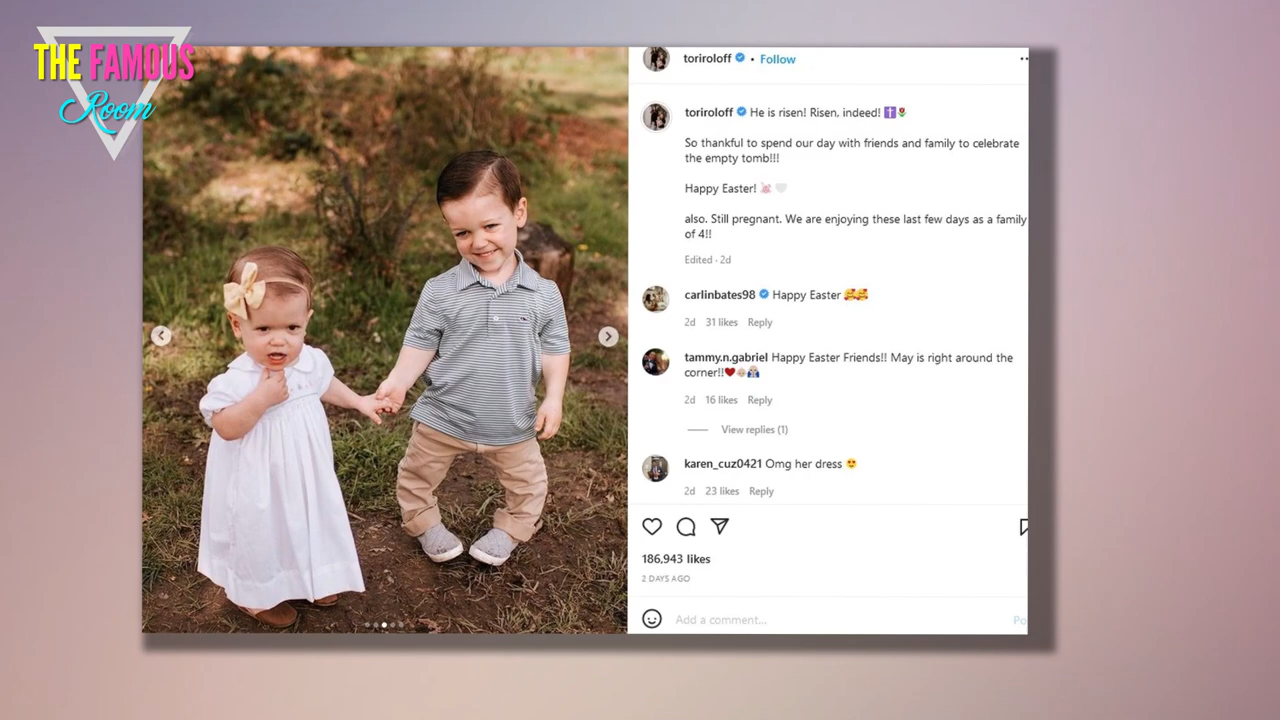 THE FAMOUS
Room
toriroloff • Follow
toriroloff He is risen! Risen, indeed! ✝️🌷
So thankful to spend our day with friends and family to celebrate
the empty tomb!!!
Happy Easter! 🤍
also. Still pregnant. We are enjoying these last few days as a family
of 4!!
Edited · 2d
carlinbates98 Happy Easter 🥰🥰
2d 31 likes Reply
tammy.n.gabriel Happy Easter Friends!! May is right around the
corner!!❤️
2d 16 likes Reply
View replies (1)
karen_cuz0421 Omg her dress 😍
2d 23 likes Reply
186,943 likes
2 DAYS AGO
Add a comment...
Po